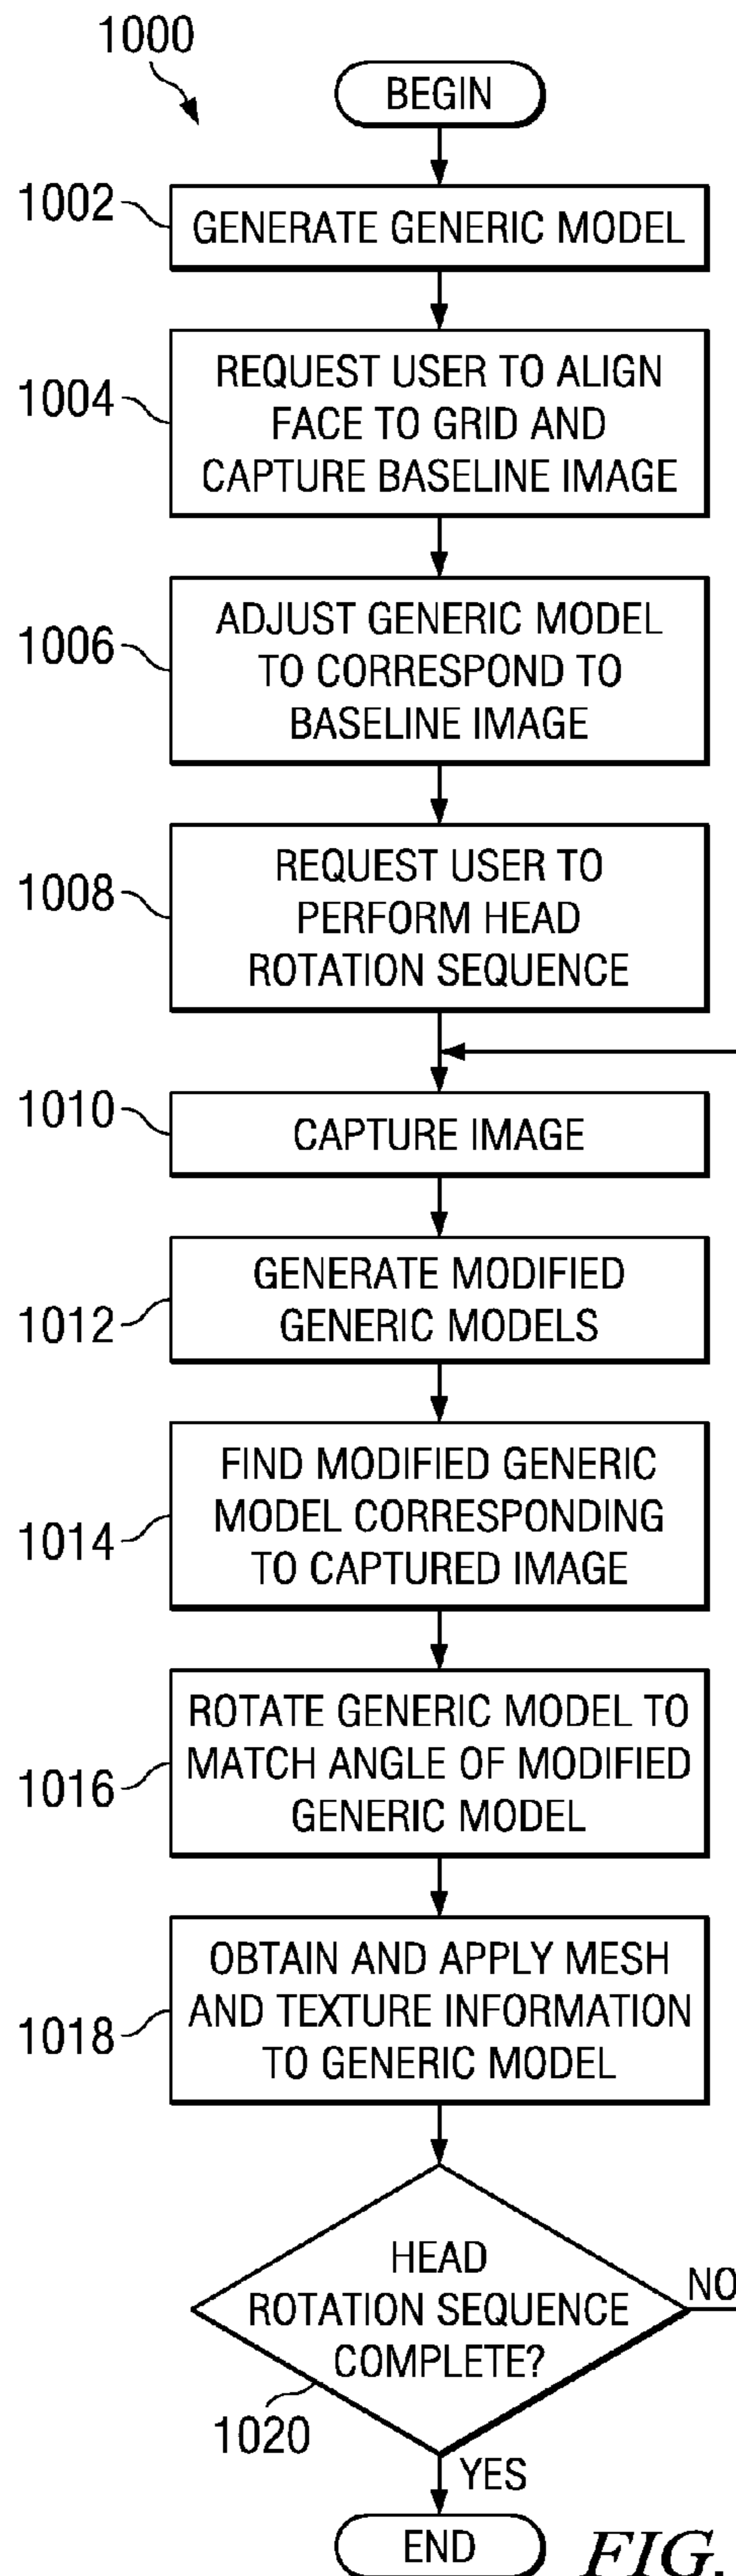 1000
BEGIN
1002
GENERATE GENERIC MODEL
1004
REQUEST USER TO ALIGN
FACE TO GRID AND
CAPTURE BASELINE IMAGE
1006
ADJUST GENERIC MODEL
TO CORRESPOND TO
BASELINE IMAGE
1008
REQUEST USER TO
PERFORM HEAD
ROTATION SEQUENCE
1010
CAPTURE IMAGE
1012
GENERATE MODIFIED
GENERIC MODELS
1014
FIND MODIFIED GENERIC
MODEL CORRESPONDING
TO CAPTURED IMAGE
1016
ROTATE GENERIC MODEL TO
MATCH ANGLE OF MODIFIED
GENERIC MODEL
1018
OBTAIN AND APPLY MESH
AND TEXTURE INFORMATION
TO GENERIC MODEL
HEAD
ROTATION SEQUENCE
COMPLETE?
NO
1020
YES
END
FIG.